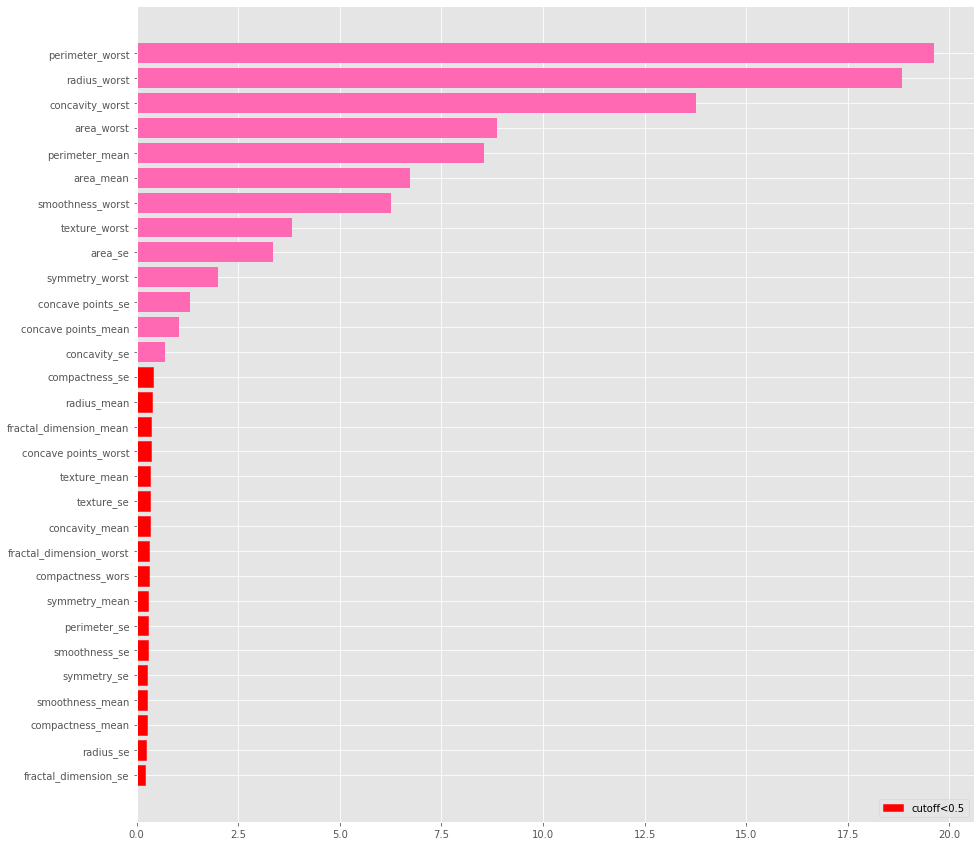 perimeter_worst
radius_worst
concavity_worst
area_worst
perimeter_mean
area_mean
smoothness_worst
texture_worst
area_se
symmetry_worst
concave points_se
concave points_mean
concavity_se
compactness_se
radius_mean
fractal_dimension_mean
concave points_worst
texture_mean
texture_se
concavity_mean
fractal_dimension_worst
compactness_wors
symmetry_mean
perimeter_se
smoothness_se
symmetry_se
smoothness_mean
compactness_mean
radius_se
fractal_dimension_se
cutoff<0.5
0.0 2.5 5.0 7.5 10.0 12.5 15.0 17.5 20.0